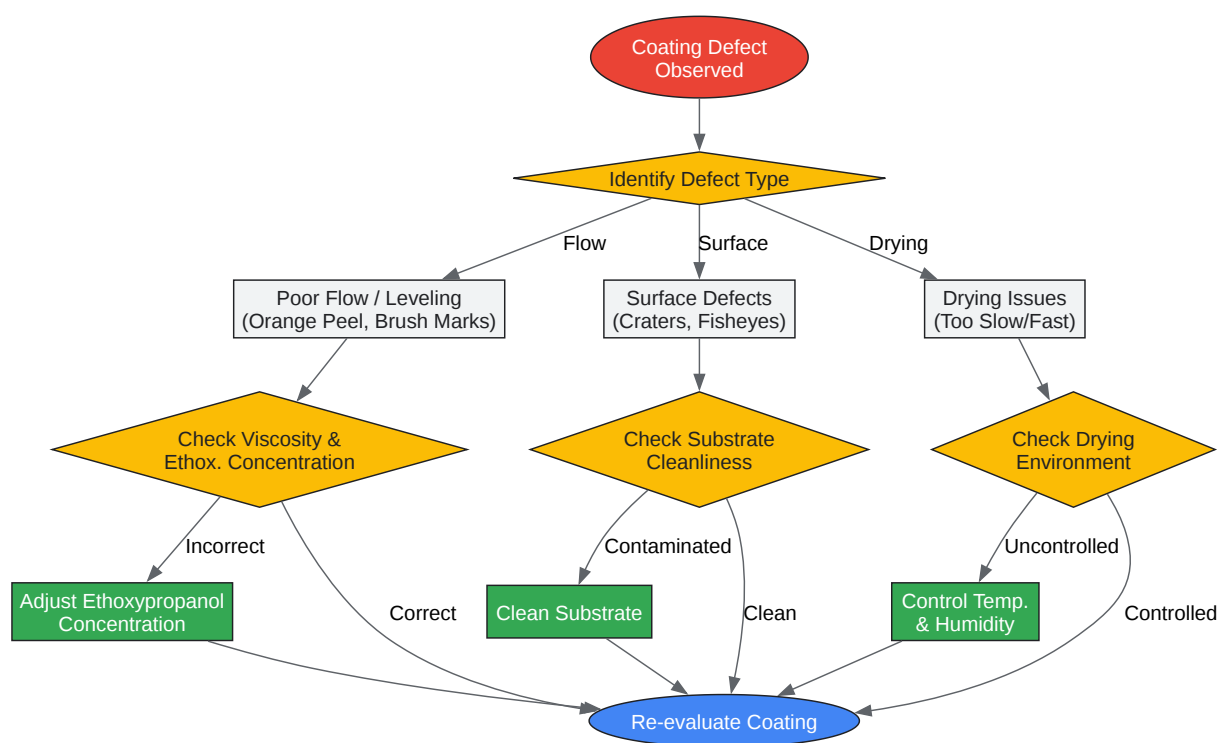 Coating Defect
Observed
Identify Defect Type
Flow
Surface
Drying
Poor Flow / Leveling
(Orange Peel, Brush Marks)
Surface Defects
(Craters, Fisheyes)
Drying Issues
(Too Slow/Fast)
Check Viscosity &
Ethox. Concentration
Check Substrate
Cleanliness
Check Drying
Environment
Incorrect
Contaminated
Uncontrolled
Adjust Ethoxypropanol
Concentration
Correct
Clean Substrate
Clean
Control Temp.
& Humidity
Controlled
Re-evaluate Coating